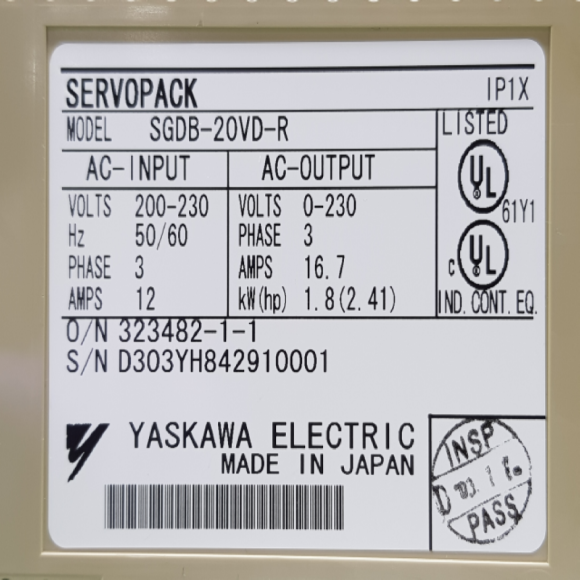 SERVOPACK IP1X
MODEL SGDB-20VD-R
LISTED
AC-INPUT AC-OUTPUT
VOLTS 200-230 VOLTS 0-230
Hz 50/60 PHASE 3
PHASE 3 AMPS 16.7
AMPS 12 kW(hp) 1.8(2.41)
UL
61Y1
c UL
IND. CONT. EQ.
O/N 323482-1-1
S/N D303YH842910001
YASKAWA ELECTRIC
MADE IN JAPAN
INSP
PASS